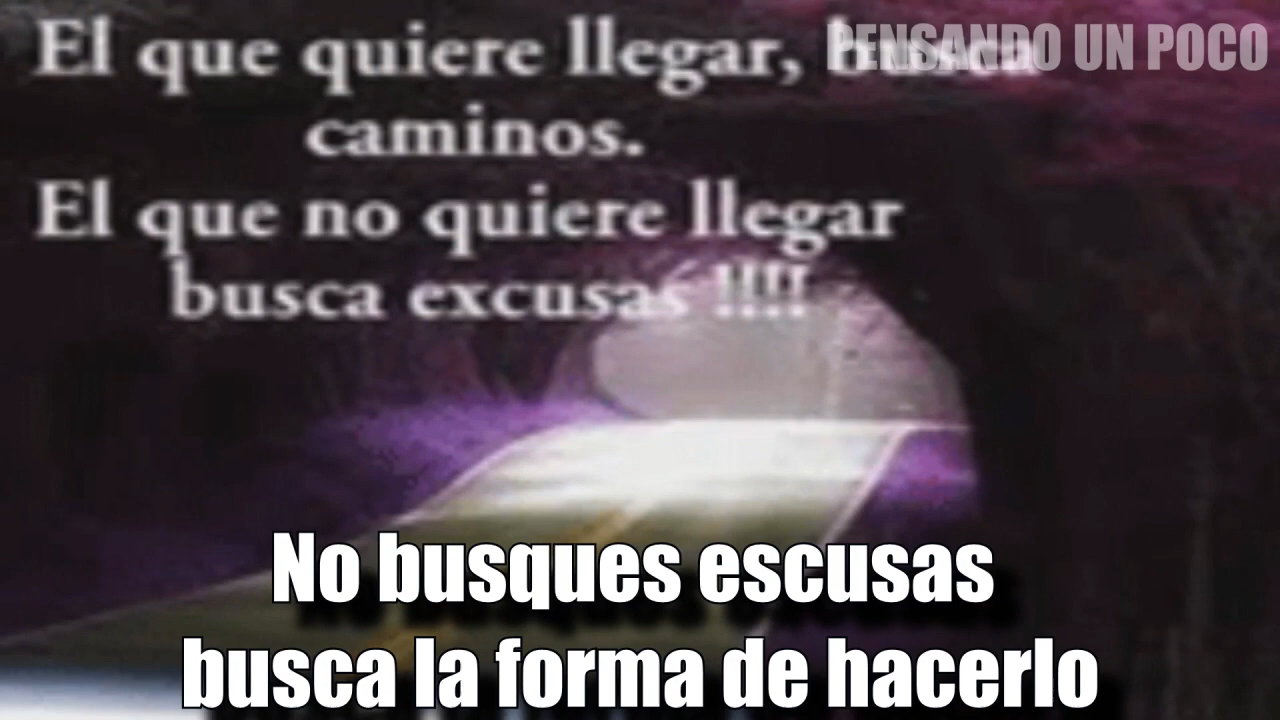 El que quiere llegar, busca
PENSANDO UN POCO
caminos.
El que no quiere llegar
busca excusas !!!!
No busques escusas
busca la forma de hacerlo